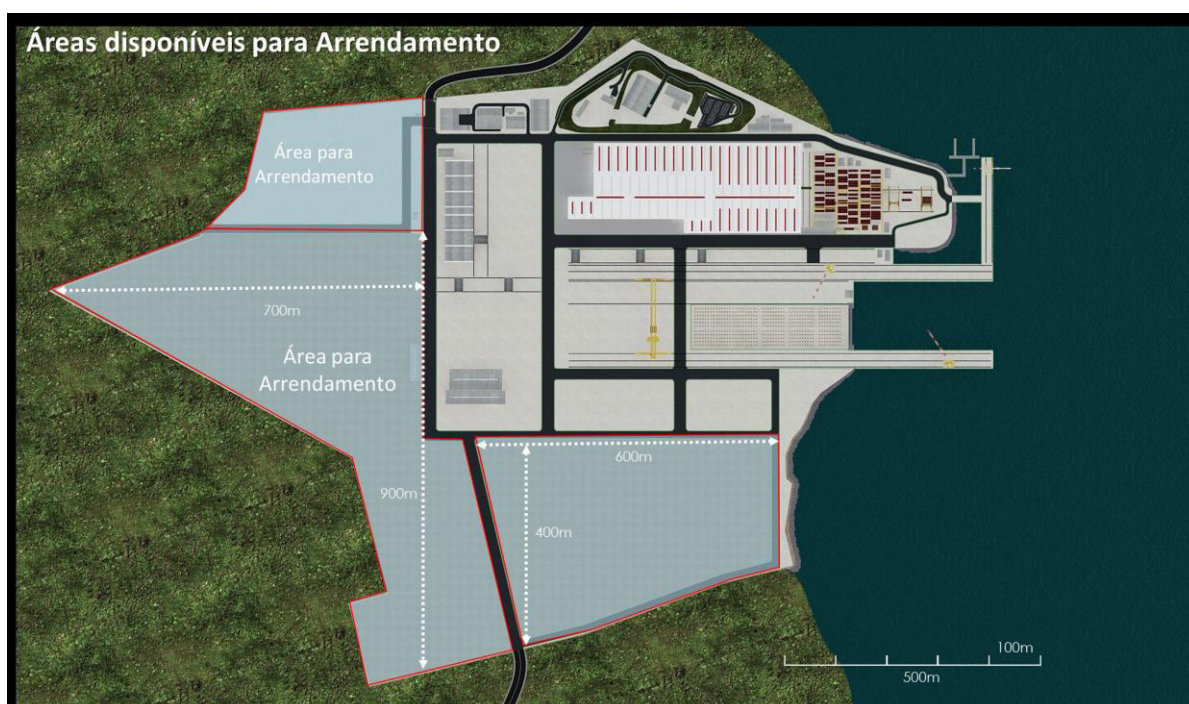 Áreas disponíveis para Arrendamento
Área para
Arrendamento
700m
Área para
Arrendamento
600m
900m
400m
100m
500m